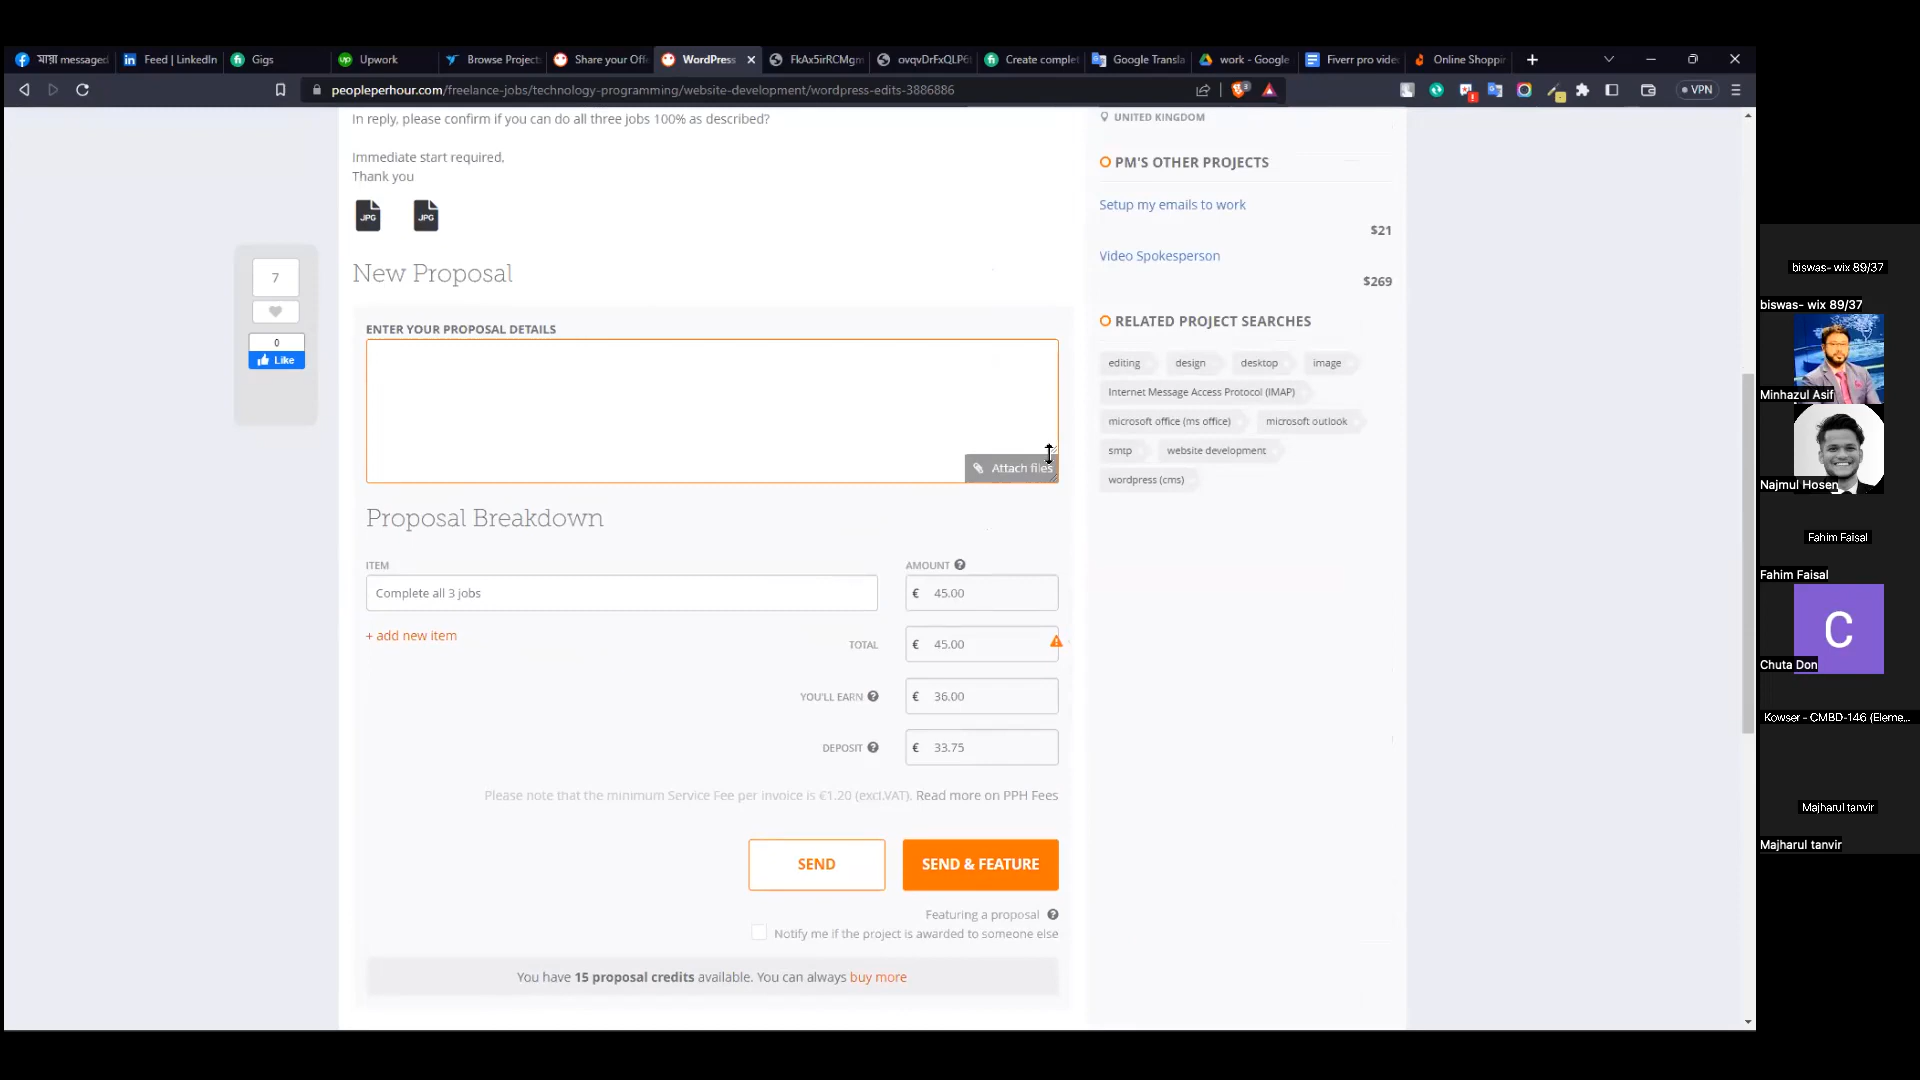 মায়া messaged
Feed | LinkedIn
Gigs
Upwork
Browse Projects
Share your Offe
WordPress
FkAx5irRCMgm
ovqvDrFxQLP6
Create complet
Google Transla
work - Google
Fiverr pro vide
Online Shoppin
peopleperhour.com/freelance-jobs/technology-programming/website-development/wordpress-edits-3886886
VPN
In reply, please confirm if you can do all three jobs 100% as described?
Immediate start required,
Thank you
JPG
JPG
7
0
Like
New Proposal
ENTER YOUR PROPOSAL DETAILS
Attach files
Proposal Breakdown
ITEM
AMOUNT
Complete all 3 jobs
€ 45.00
+ add new item
TOTAL
€ 45.00
YOU'LL EARN
€ 36.00
DEPOSIT
€ 33.75
Please note that the minimum Service Fee per invoice is €1.20 (excl.VAT). Read more on PPH Fees
SEND
SEND & FEATURE
Featuring a proposal
Notify me if the project is awarded to someone else
You have 15 proposal credits available. You can always buy more
UNITED KINGDOM
PM'S OTHER PROJECTS
Setup my emails to work
$21
Video Spokesperson
$269
RELATED PROJECT SEARCHES
editing
design
desktop
image
Internet Message Access Protocol (IMAP)
microsoft office (ms office)
microsoft outlook
smtp
website development
wordpress (cms)
biswas- wix 89/37
biswas- wix 89/37
Minhazul Asif
Najmul Hosen
Fahim Faisal
Fahim Faisal
C
Chuta Don
Kowser - CMBD-146 (Eleme...
Majharul tanvir
Majharul tanvir